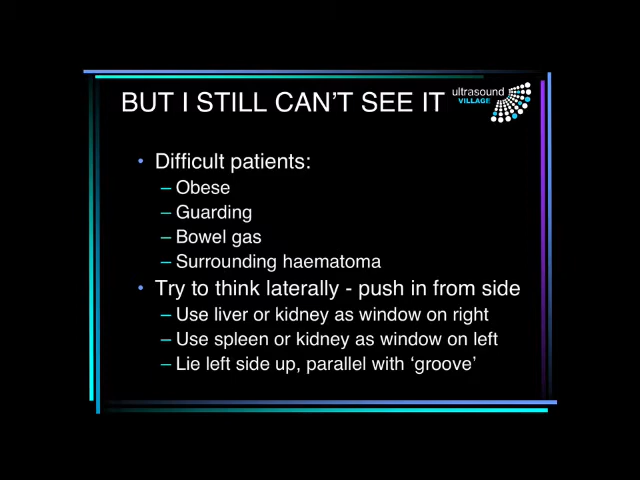 BUT I STILL CAN'T SEE IT
ultrasound
VILLAGE
• Difficult patients:
– Obese
– Guarding
– Bowel gas
– Surrounding haematoma
• Try to think laterally - push in from side
– Use liver or kidney as window on right
– Use spleen or kidney as window on left
– Lie left side up, parallel with ‘groove’